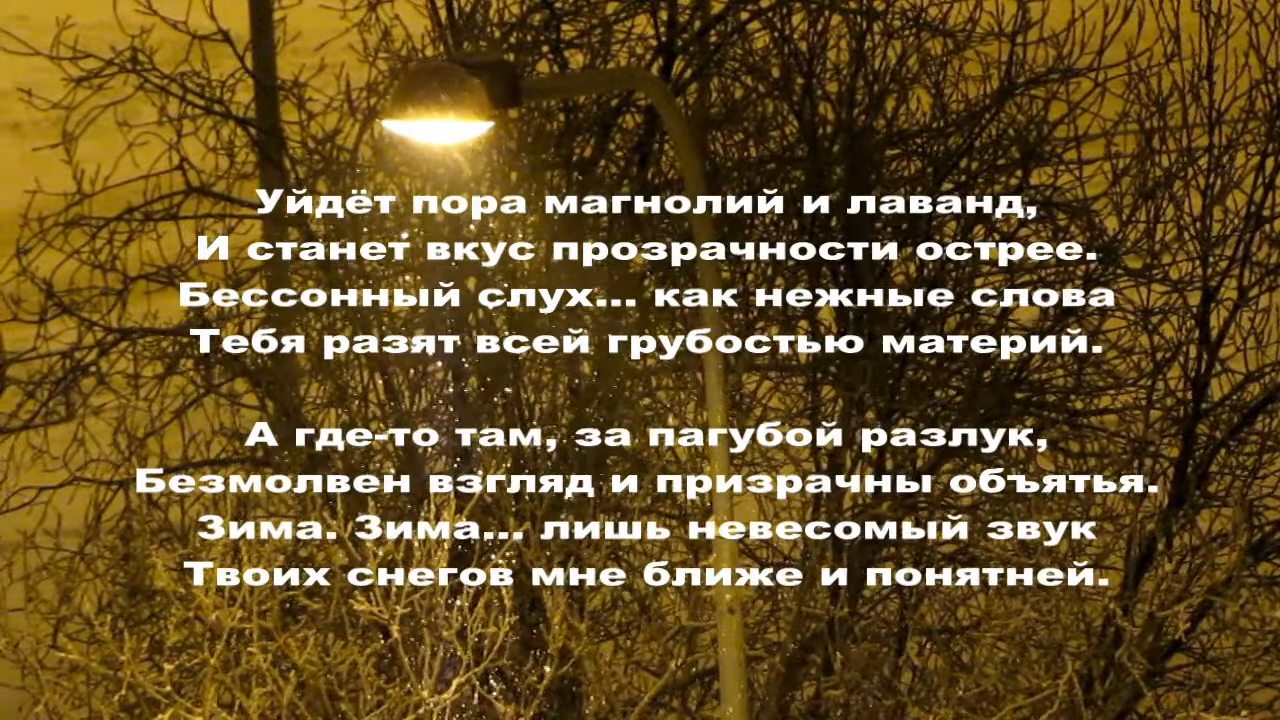 Уйдёт пора магнолий и лаванд,
И станет вкус прозрачности острее.
Бессонный слух... как нежные слова
Тебя разят всей грубостью материй.
А где-то там, за пагубой разлук,
Безмолвен взгляд и призрачны объятья.
Зима. Зима... лишь невесомый звук
Твоих снегов мне ближе и понятней.